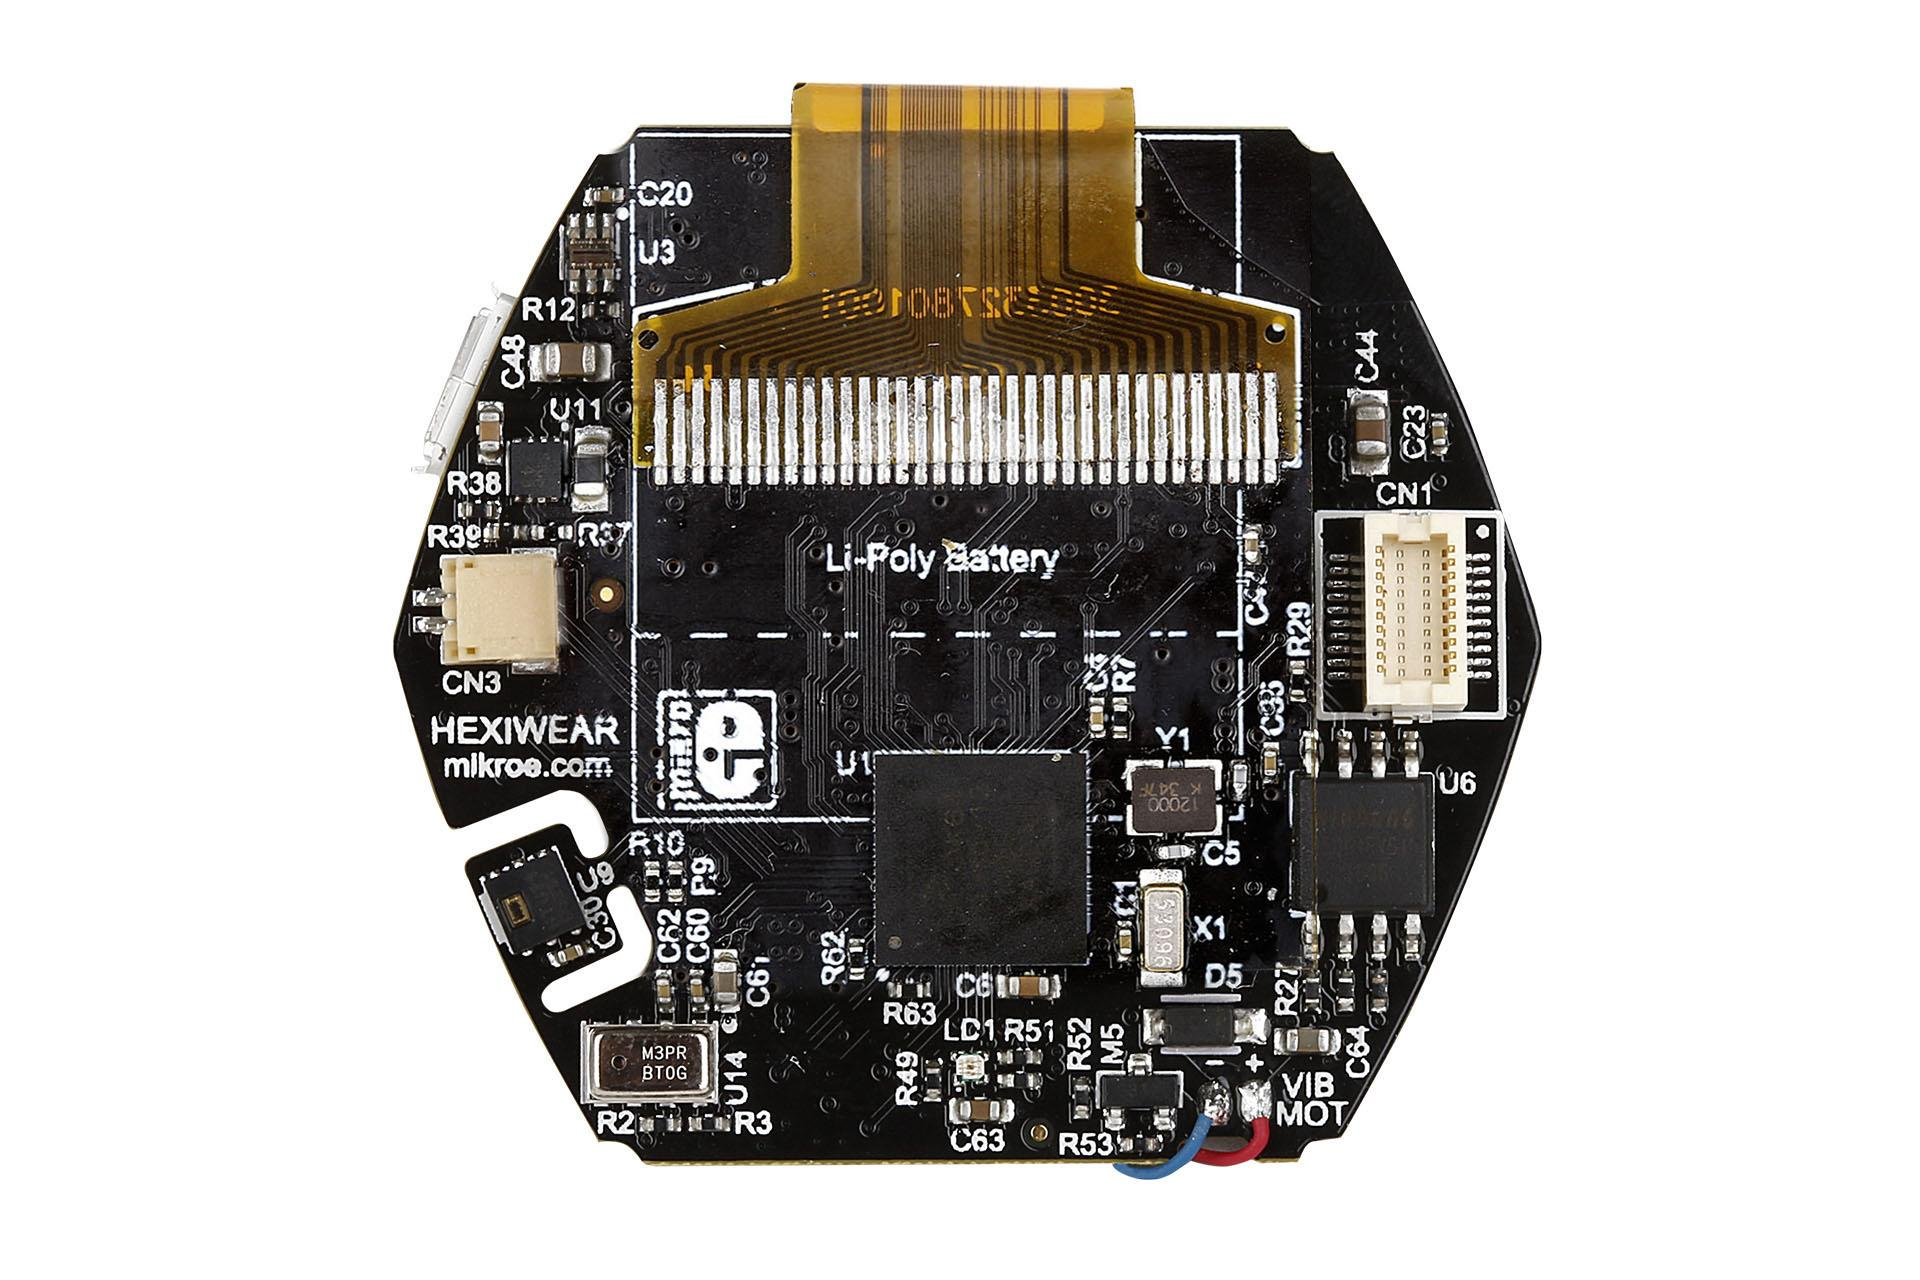 C20
U3
R12
C48
C44
U11
C23
R38
CN1
R39
R37
Li-Poly Battery
R29
CN3
R7
HEXIWEAR
mikroe.com
Y1
U1
U6
12000
K 347F
R10
C5
U9
R9
C30
C62
C60
C61
R62
X1
D5
R27
C6
R63
LD1
R51
R52
M5
C64
M3PR
BT0G
U14
R49
- +
VIB
MOT
R2
R3
C63
R53